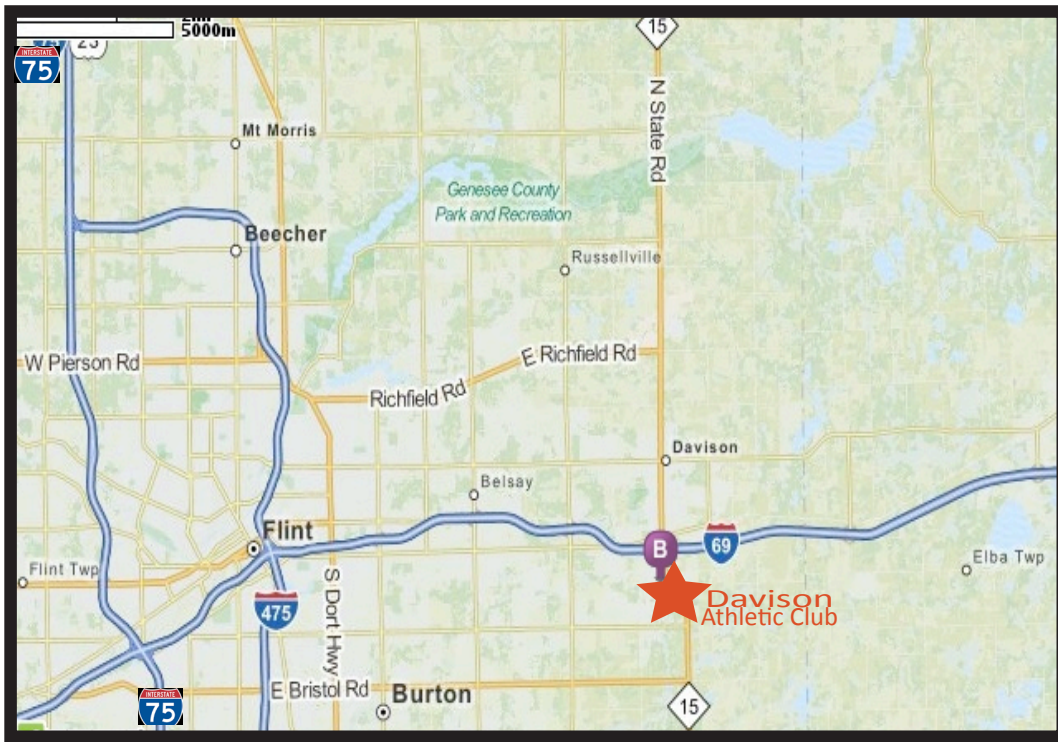 5000m
INTERSTATE
75
15
N State Rd
Mt Morris
Genesee County
Park and Recreation
Beecher
Russellville
W Pierson Rd
E Richfield Rd
Richfield Rd
Davison
Belsay
Flint
B
69
Flint Twp
Elba Twp
475
S Dort Hwy
Davison
Athletic Club
E Bristol Rd
Burton
INTERSTATE
75
15